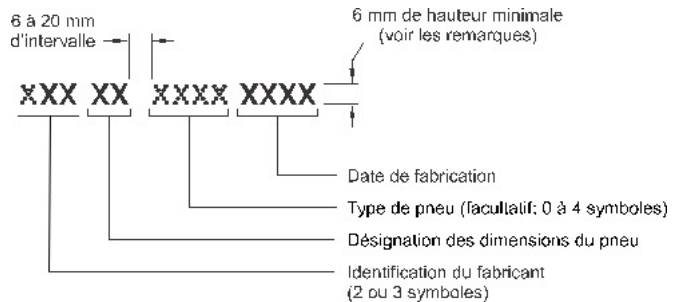 6 à 20 mm
d'intervalle
6 mm de hauteur minimale
(voir les remarques)
XXX XX XXXX XXXX
Date de fabrication
Type de pneu (facultatif; 0 à 4 symboles)
Désignation des dimensions du pneu
Identification du fabricant
(2 ou 3 symboles)